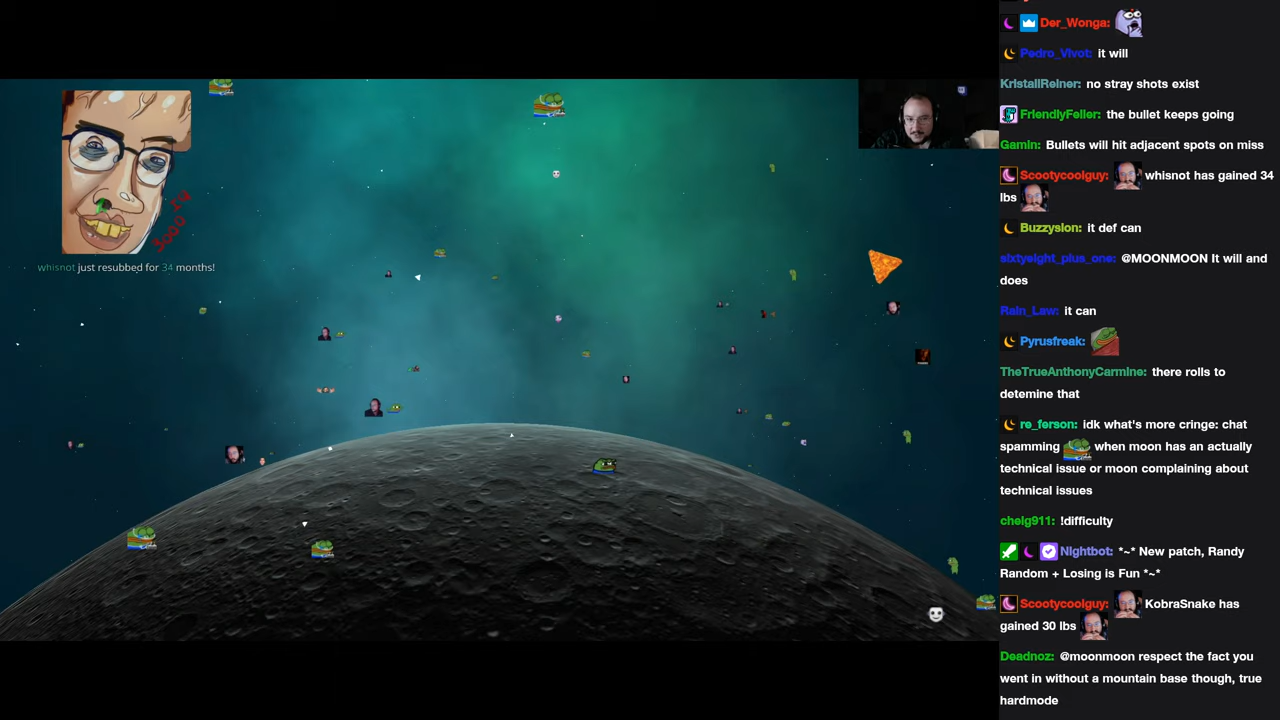 3000 IQ
whisnot just resubbed for 34 months!
Der_Wonga:
Pedro_Vivot: it will
KristallReiner: no stray shots exist
FriendlyFeller: the bullet keeps going
Gamin: Bullets will hit adjacent spots on miss
Scootycoolguy: whisnot has gained 34
lbs
Buzzysion: it def can
sixtyeight_plus_one: @MOONMOON It will and
does
Rain_Law: it can
Pyrusfreak:
TheTrueAnthonyCarmine: there rolls to
detemine that
re_ferson: idk what's more cringe: chat
spamming when moon has an actually
technical issue or moon complaining about
technical issues
chelg911: !difficulty
Nightbot: *~* New patch, Randy
Random + Losing is Fun *~*
Scootycoolguy: KobraSnake has
gained 30 lbs
Deadnoz: @moonmoon respect the fact you
went in without a mountain base though, true
hardmode